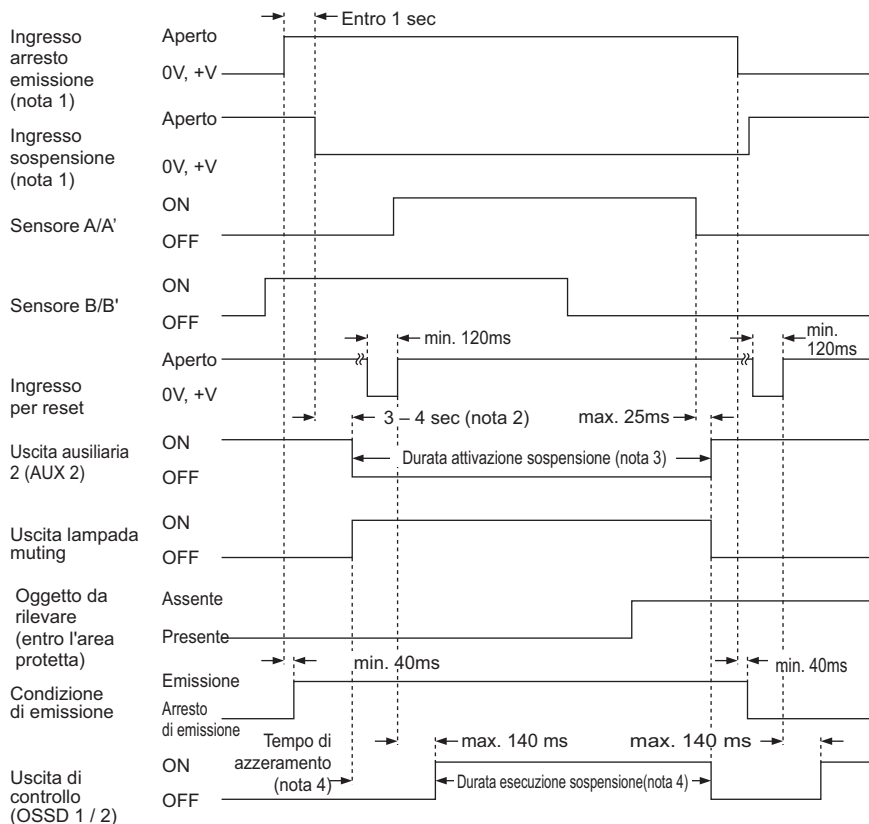 Entro 1 sec
Ingresso
arresto
emissione
(nota 1)
Aperto
0V, +V
Ingresso
sospensione
(nota 1)
Aperto
0V, +V
Sensore A/A'
ON
OFF
Sensore B/B'
ON
OFF
min. 120ms
min.
120ms
Ingresso
per reset
Aperto
0V, +V
3 – 4 sec (nota 2)
max. 25ms
Uscita ausiliaria
2 (AUX 2)
ON
OFF
Durata attivazione sospensione (nota 3)
Uscita lampada
muting
ON
OFF
Oggetto da
rilevare
(entro l'area
protetta)
Assente
Presente
min. 40ms
min. 40ms
Condizione
di emissione
Emissione
Arresto
di emissione
Tempo di
azzeramento
(nota 4)
max. 140 ms
max. 140 ms
Uscita di
controllo
(OSSD 1 / 2)
ON
OFF
Durata esecuzione sospensione(nota 4)